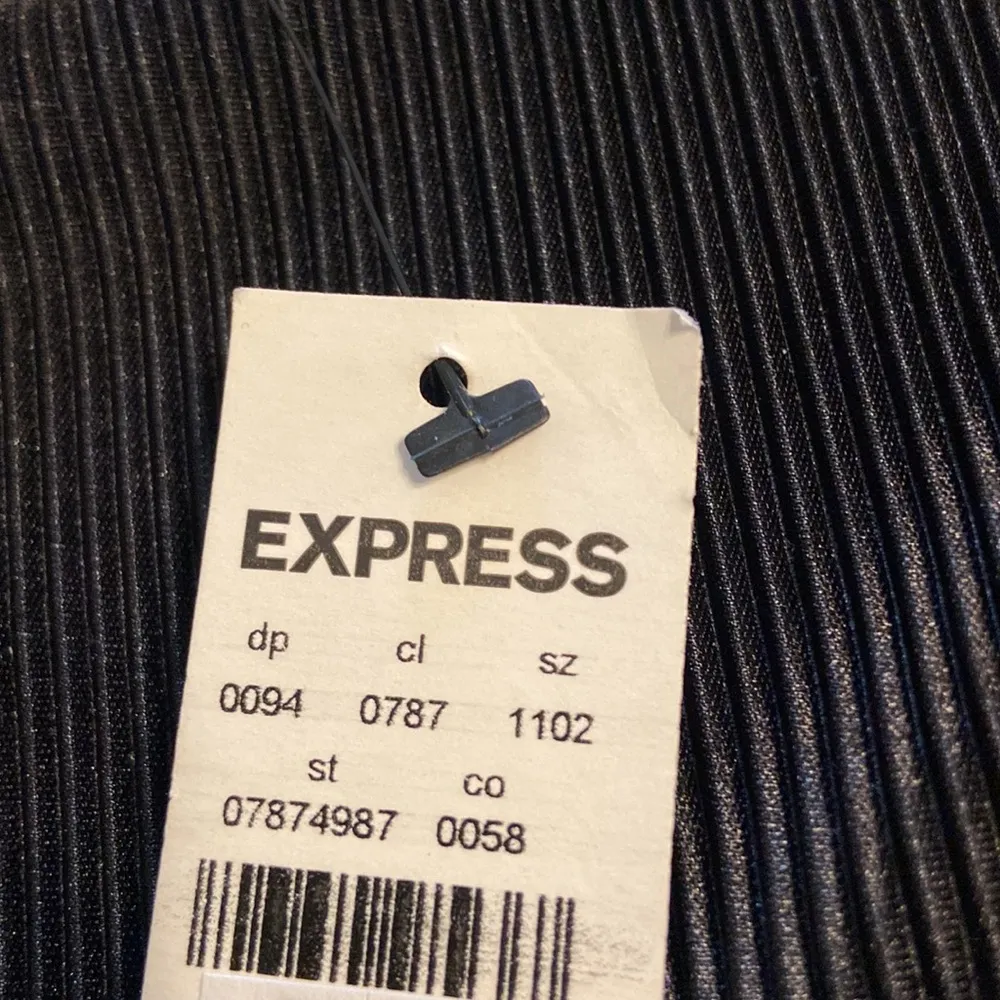 EXPRESS
dp cl sz
0094 0787 1102
st co
07874987 0058